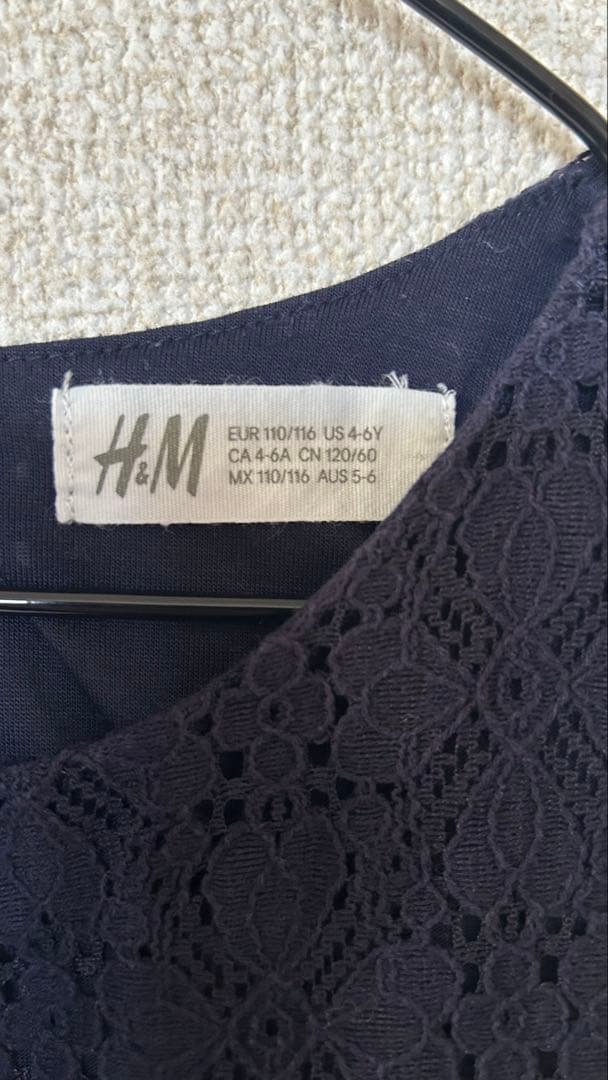 H&M
EUR 110/116 US 4-6Y
CA 4-6A CN 120/60
MX 110/116 AUS 5-6